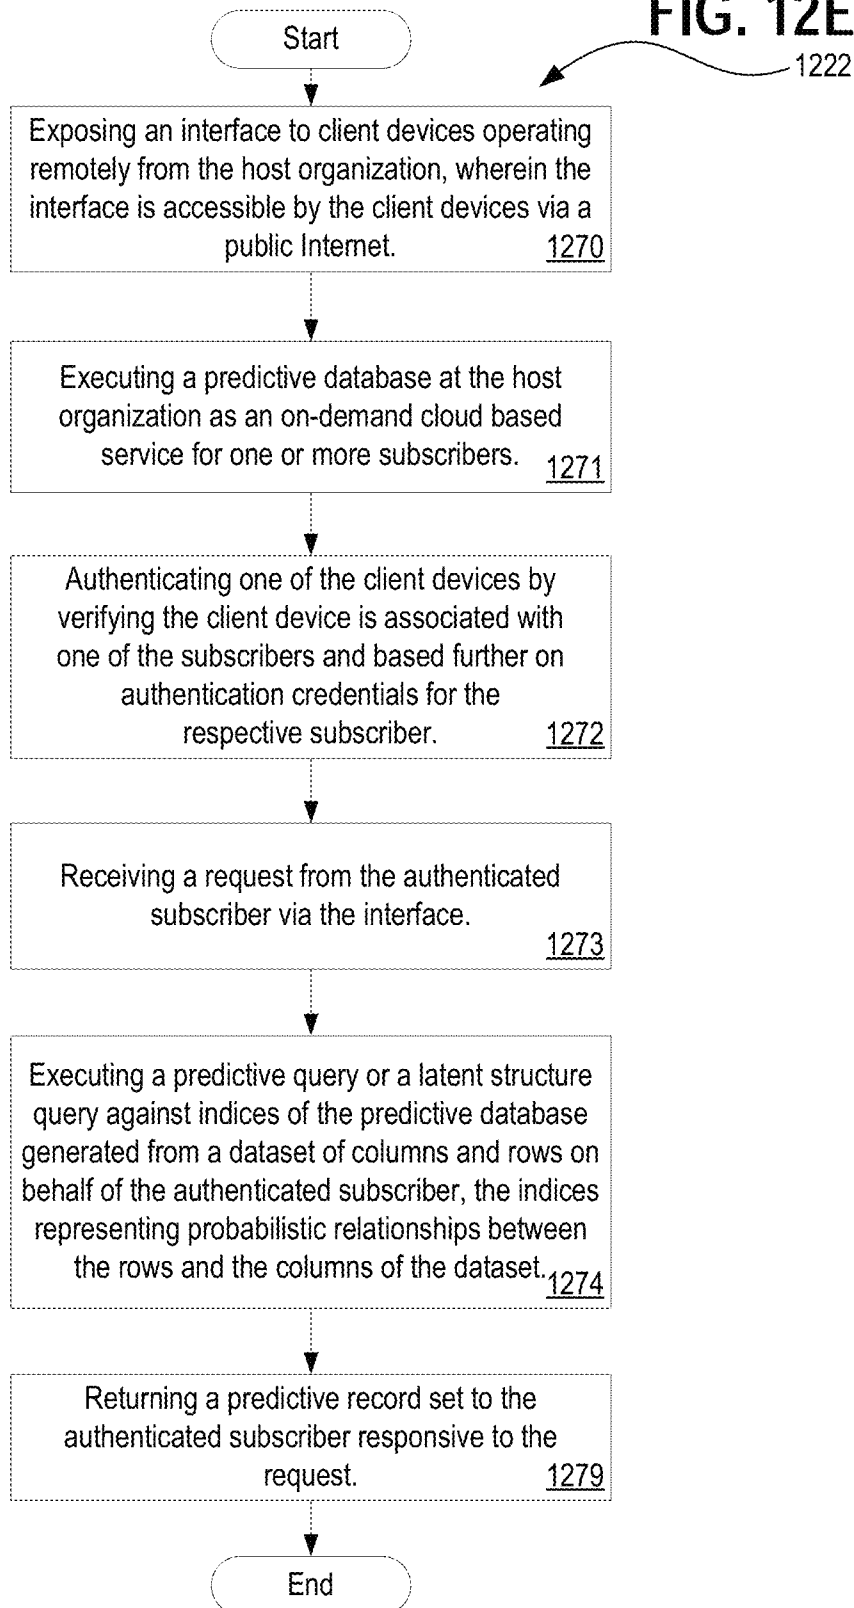 FIG. 12E
Start
1222
Exposing an interface to client devices operating
remotely from the host organization, wherein the
interface is accessible by the client devices via a
public Internet.
1270
Executing a predictive database at the host
organization as an on-demand cloud based
service for one or more subscribers.
1271
Authenticating one of the client devices by
verifying the client device is associated with
one of the subscribers and based further on
authentication credentials for the
respective subscriber.
1272
Receiving a request from the authenticated
subscriber via the interface.
1273
Executing a predictive query or a latent structure
query against indices of the predictive database
generated from a dataset of columns and rows on
behalf of the authenticated subscriber, the indices
representing probabilistic relationships between
the rows and the columns of the dataset.
1274
Returning a predictive record set to the
authenticated subscriber responsive to the
request.
1279
End